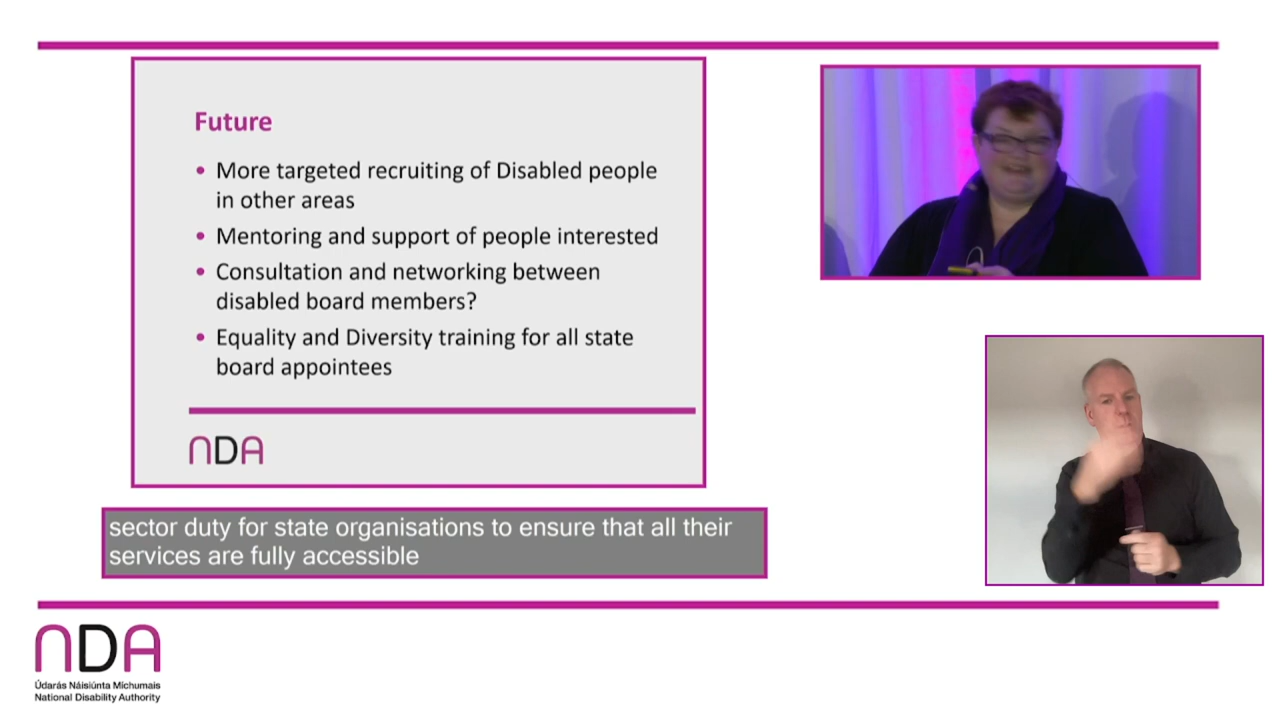 Future
• More targeted recruiting of Disabled people
in other areas
• Mentoring and support of people interested
• Consultation and networking between
disabled board members?
• Equality and Diversity training for all state
board appointees
NDA
sector duty for state organisations to ensure that all their
services are fully accessible
NDA
Údarás Náisiúnta Míchumais
National Disability Authority